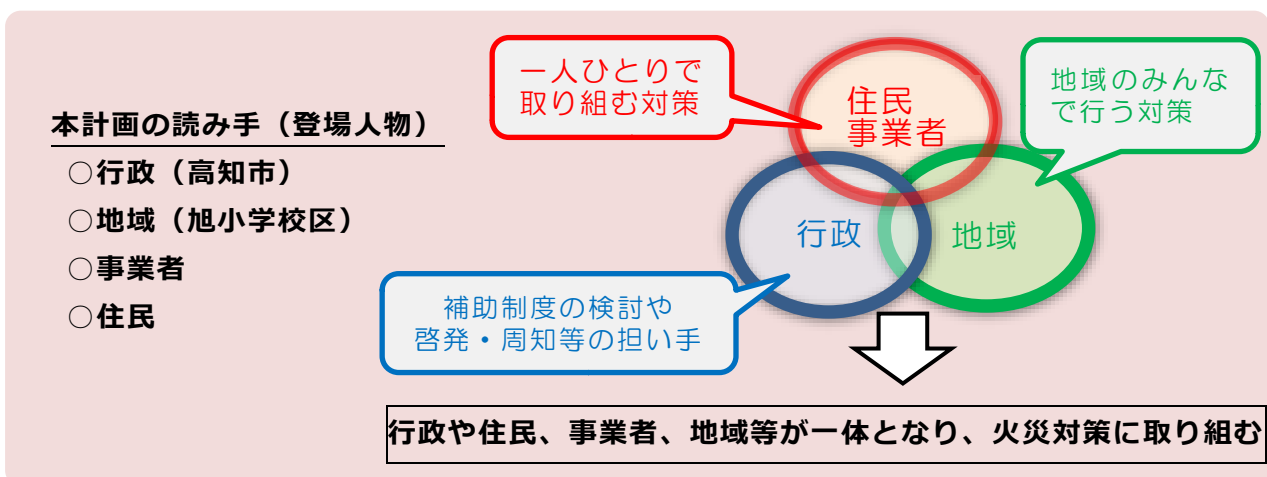 本計画の読み手（登場人物）
○行政（高知市）
○地域（旭小学校区）
○事業者
○住民
一人ひとりで
取り組む対策
住民
事業者
地域のみんな
で行う対策
行政
地域
補助制度の検討や
啓発・周知等の担い手
行政や住民、事業者、地域等が一体となり、火災対策に取り組む